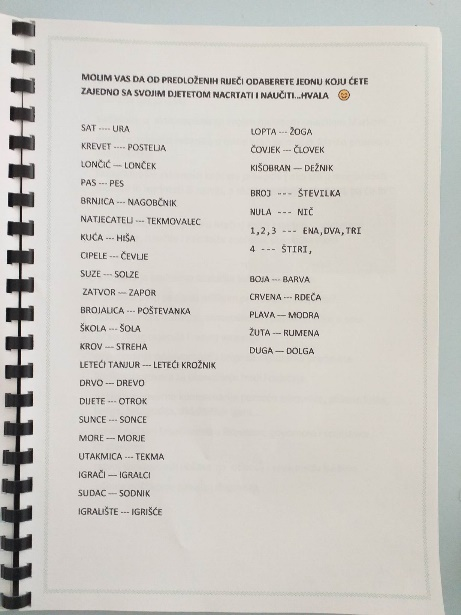 MOLIM VAS DA OD PREDLOŽENIH RIJEČI ODABERETE JEDNU KOJU ĆETE
ZAJEDNO SA SVOJIM DJETETOM NACRTATI I NAUČITI...HVALA
SAT ---- URA
KREVET ---- POSTELJA
LONČIĆ --- LONČEK
PAS --- PES
BRNJICA --- NAGOBČNIK
NATJECATELJ --- TEKMOVALEC
KUĆA --- HIŠA
CIPELE --- ČEVLJE
SUZE --- SOLZE
ZATVOR --- ZAPOR
BROJALICA --- POŠTEVANKA
ŠKOLA --- ŠOLA
KROV --- STREHA
LETEĆI TANJUR --- LETEĆI KROŽNIK
DRVO --- DREVO
DIJETE --- OTROK
SUNCE --- SONCE
MORE --- MORJE
UTAKMICA --- TEKMA
IGRAČI --- IGRALCI
SUDAC --- SODNIK
IGRALIŠTE --- IGRIŠĆE
LOPTA --- ŽOGA
ČOVJEK --- ČLOVEK
KIŠOBRAN --- DEŽNIK
BROJ --- ŠTEVILKA
NULA --- NIČ
1,2,3 --- ENA,DVA,TRI
4 --- ŠTIRI,
BOJA --- BARVA
CRVENA --- RDEČA
PLAVA --- MODRA
ŽUTA --- RUMENA
DUGA --- DOLGA